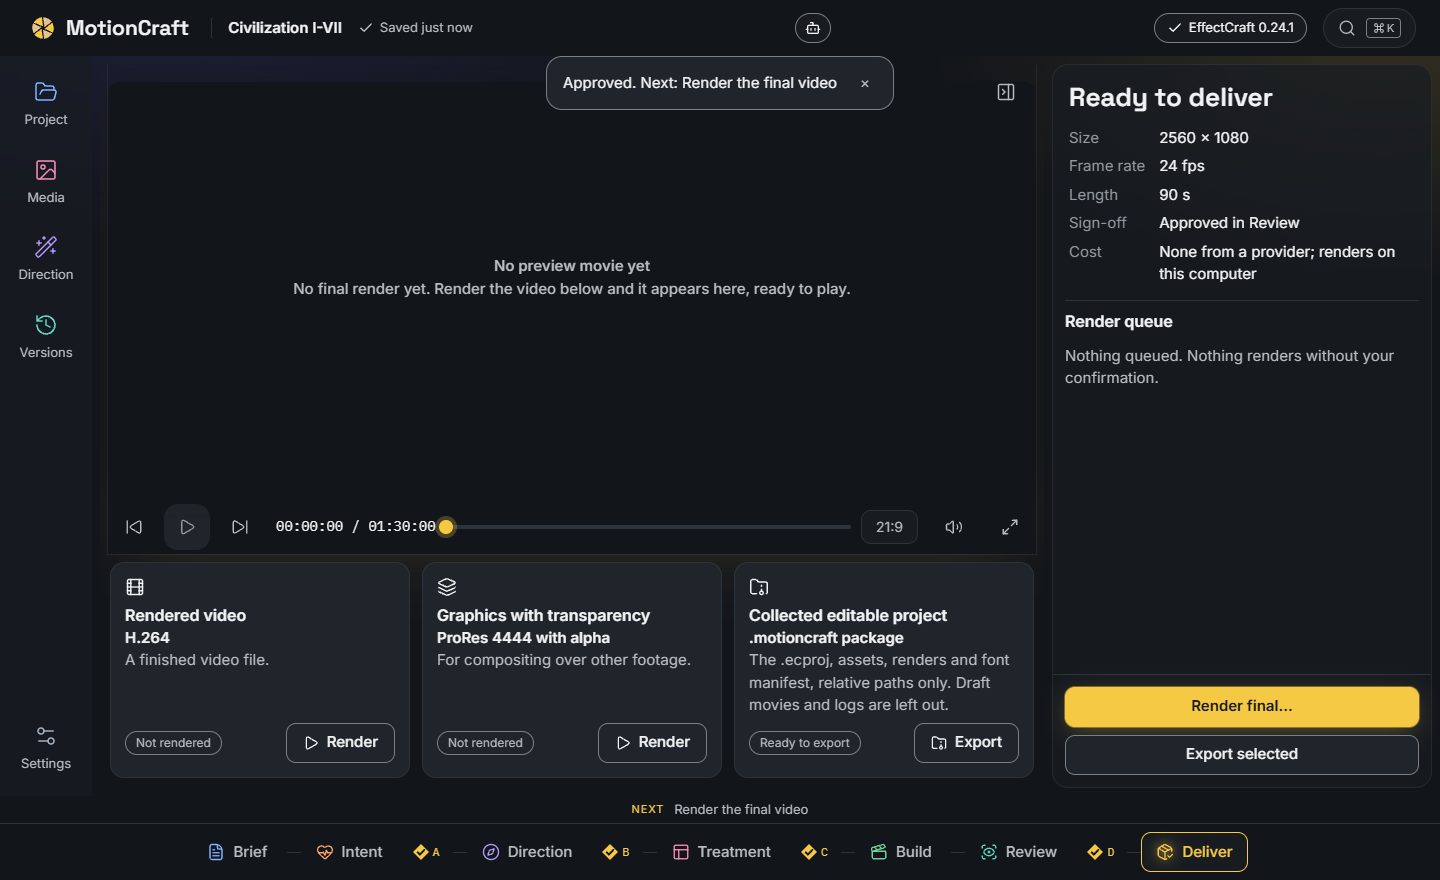 MotionCraft
Civilization I-VII
Saved just now
EffectCraft 0.24.1
⌘K
Approved. Next: Render the final video
×
Project
Media
Direction
Versions
Settings
No preview movie yet
No final render yet. Render the video below and it appears here, ready to play.
00:00:00 / 01:30:00
21:9
Rendered video
H.264
A finished video file.
Not rendered
Render
Graphics with transparency
ProRes 4444 with alpha
For compositing over other footage.
Not rendered
Render
Collected editable project
.motioncraft package
The .ecproj, assets, renders and font
manifest, relative paths only. Draft
movies and logs are left out.
Ready to export
Export
Ready to deliver
Size 2560 × 1080
Frame rate 24 fps
Length 90 s
Sign-off Approved in Review
Cost None from a provider; renders on
this computer
Render queue
Nothing queued. Nothing renders without your
confirmation.
Render final...
Export selected
NEXT Render the final video
Brief
Intent
A
Direction
B
Treatment
C
Build
Review
D
Deliver